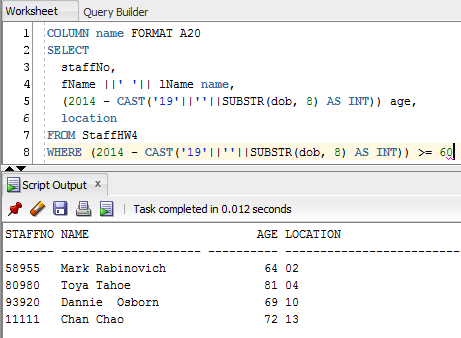 Worksheet Query Builder
1 COLUMN name FORMAT A20
2 SELECT
3 staffNo,
4 fName ||' '|| lName name,
5 (2014 - CAST('19'||''||SUBSTR(dob, 8) AS INT)) age,
6 location
7 FROM StaffHW4
8 WHERE (2014 - CAST('19'||''||SUBSTR(dob, 8) AS INT)) >= 60
Script Output x
Task completed in 0.012 seconds
STAFFNO NAME AGE LOCATION
------- -------------------- ---------- -------------------------
58955 Mark Rabinovich 64 02
80980 Toya Tahoe 81 04
93920 Dannie  Osborn 69 10
11111 Chan Chao 72 13